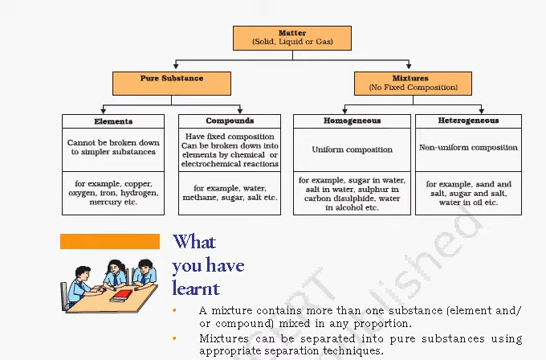 Matter
(Solid, Liquid or Gas)
Pure Substance
Mixtures
(No Fixed Composition)
Elements
Cannot be broken down
to simpler substances
for example, copper,
oxygen, iron, hydrogen,
mercury etc.
Compounds
Have fixed composition
Can be broken down into
elements by chemical or
electrochemical reactions
for example, water,
methane, sugar, salt etc.
Homogeneous
Uniform composition
for example, sugar in water,
salt in water, sulphur in
carbon disulphide, water
in alcohol etc.
Heterogeneous
Non-uniform composition
for example, sand and
salt, sugar and salt,
water in oil etc.
What
you have
learnt
• A mixture contains more than one substance (element and/
or compound) mixed in any proportion.
• Mixtures can be separated into pure substances using
appropriate separation techniques.